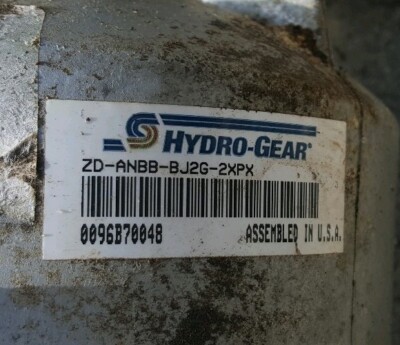 HYDRO-GEAR®
ZD-ANBB-BJ2G-2XPX
0096B70048 ASSEMBLED IN U.S.A.